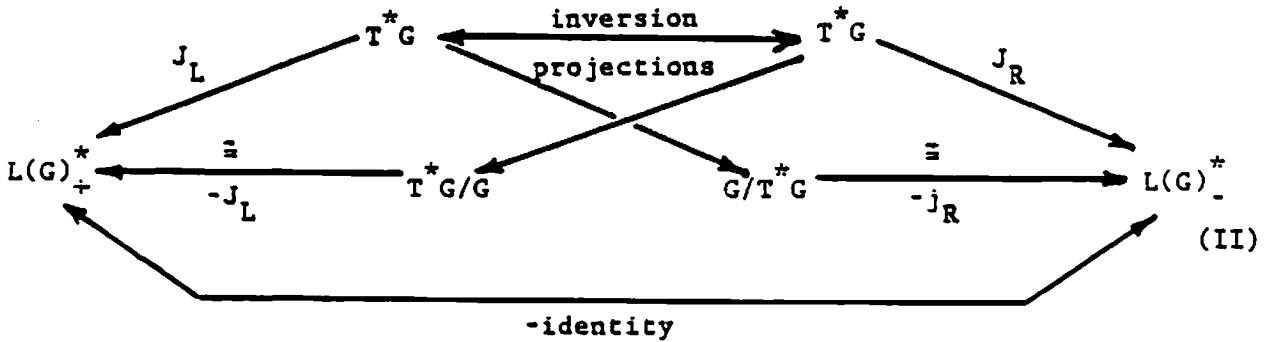 inversion
T*G
T*G
projections
J_L
J_R
L(G)*_+
≅
-J_L
T*G/G
G/T*G
≅
-j_R
L(G)*_-
(II)
-identity